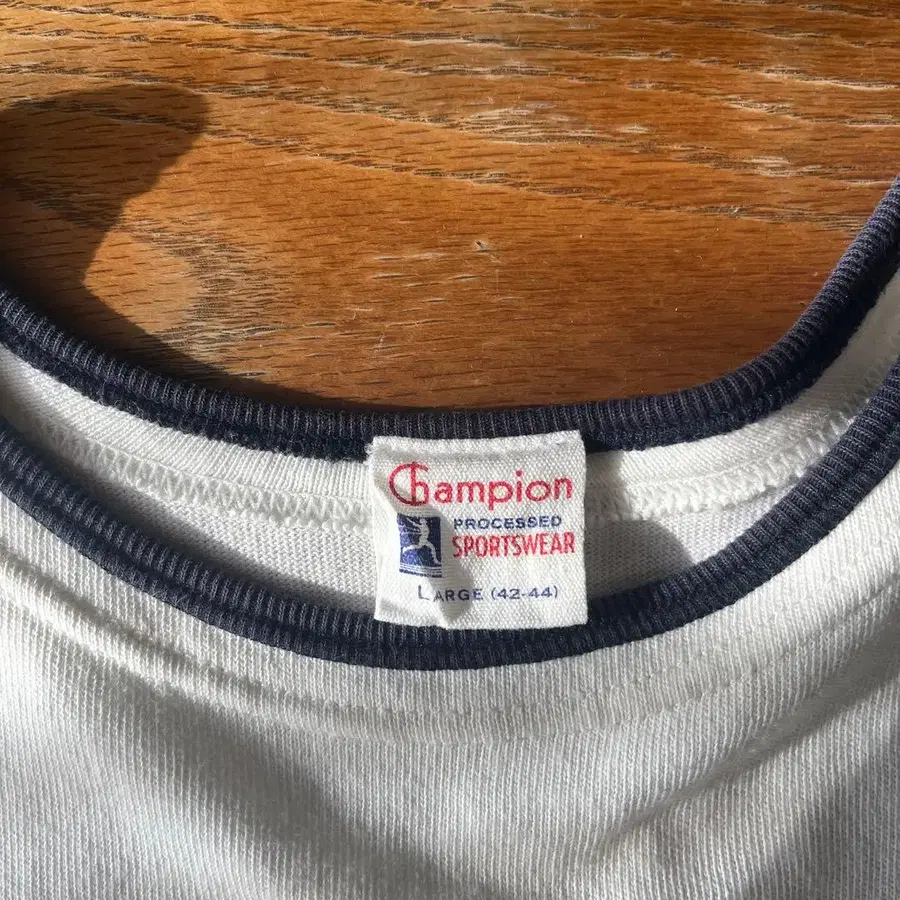 Champion
PROCESSED
SPORTSWEAR
LARGE (42-44)